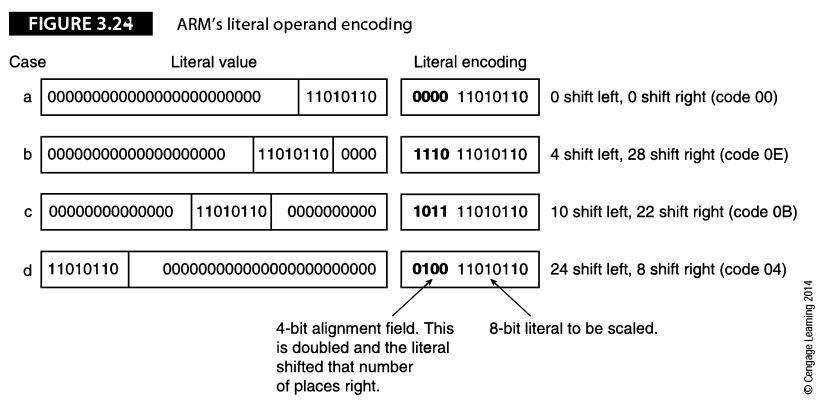 FIGURE 3.24 ARM's literal operand encoding
Case Literal value Literal encoding
a 000000000000000000000000 11010110 0000 11010110 0 shift left, 0 shift right (code 00)
b 00000000000000000000 11010110 0000 1110 11010110 4 shift left, 28 shift right (code 0E)
c 00000000000000 11010110 0000000000 1011 11010110 10 shift left, 22 shift right (code 0B)
d 11010110 000000000000000000000000 0100 11010110 24 shift left, 8 shift right (code 04)
4-bit alignment field. This
is doubled and the literal
shifted that number
of places right.
8-bit literal to be scaled.
© Cengage Learning 2014